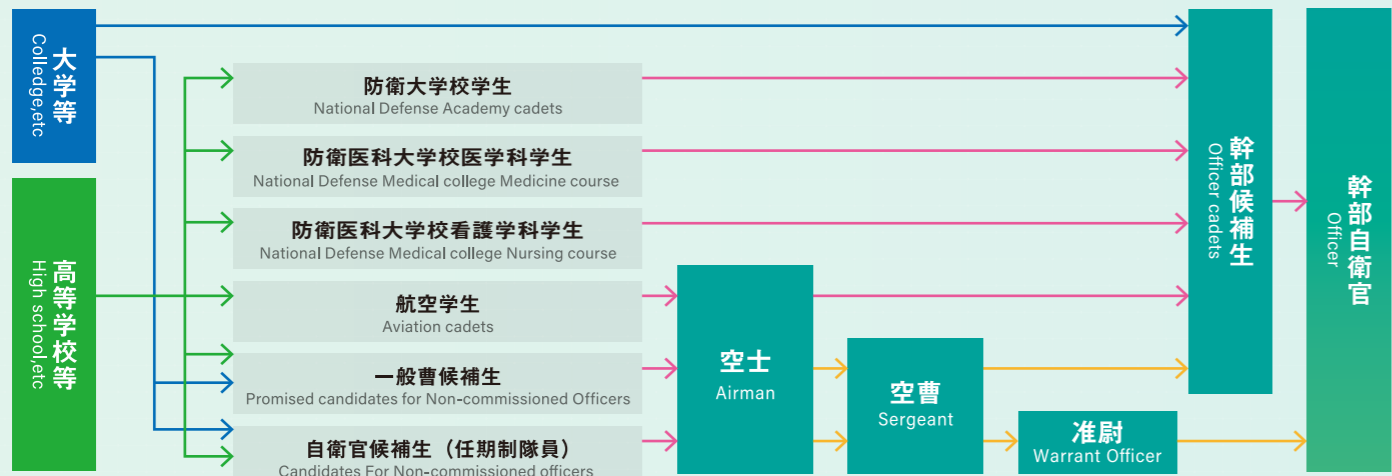 大学等
Colledge,etc
高等学校等
High school,etc
防衛大学校学生
National Defense Academy cadets
防衛医科大学校医学科学生
National Defense Medical college Medicine course
防衛医科大学校看護学科学生
National Defense Medical college Nursing course
航空学生
Aviation cadets
一般曹候補生
Promised candidates for Non-commissioned Officers
自衛官候補生（任期制隊員）
Candidates For Non-commissioned officers
空士
Airman
空曹
Sergeant
准尉
Warrant Officer
幹部候補生
Officer cadets
幹部自衛官
Officer